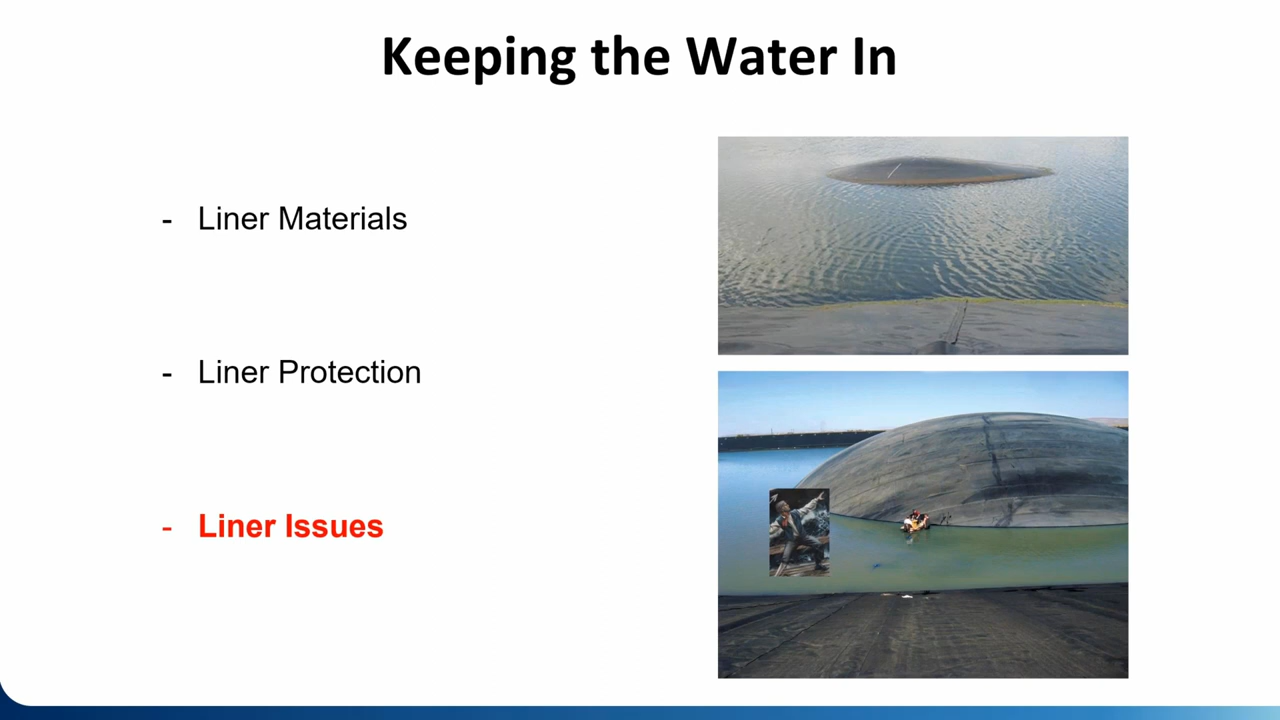 Keeping the Water In
- Liner Materials
- Liner Protection
- Liner Issues